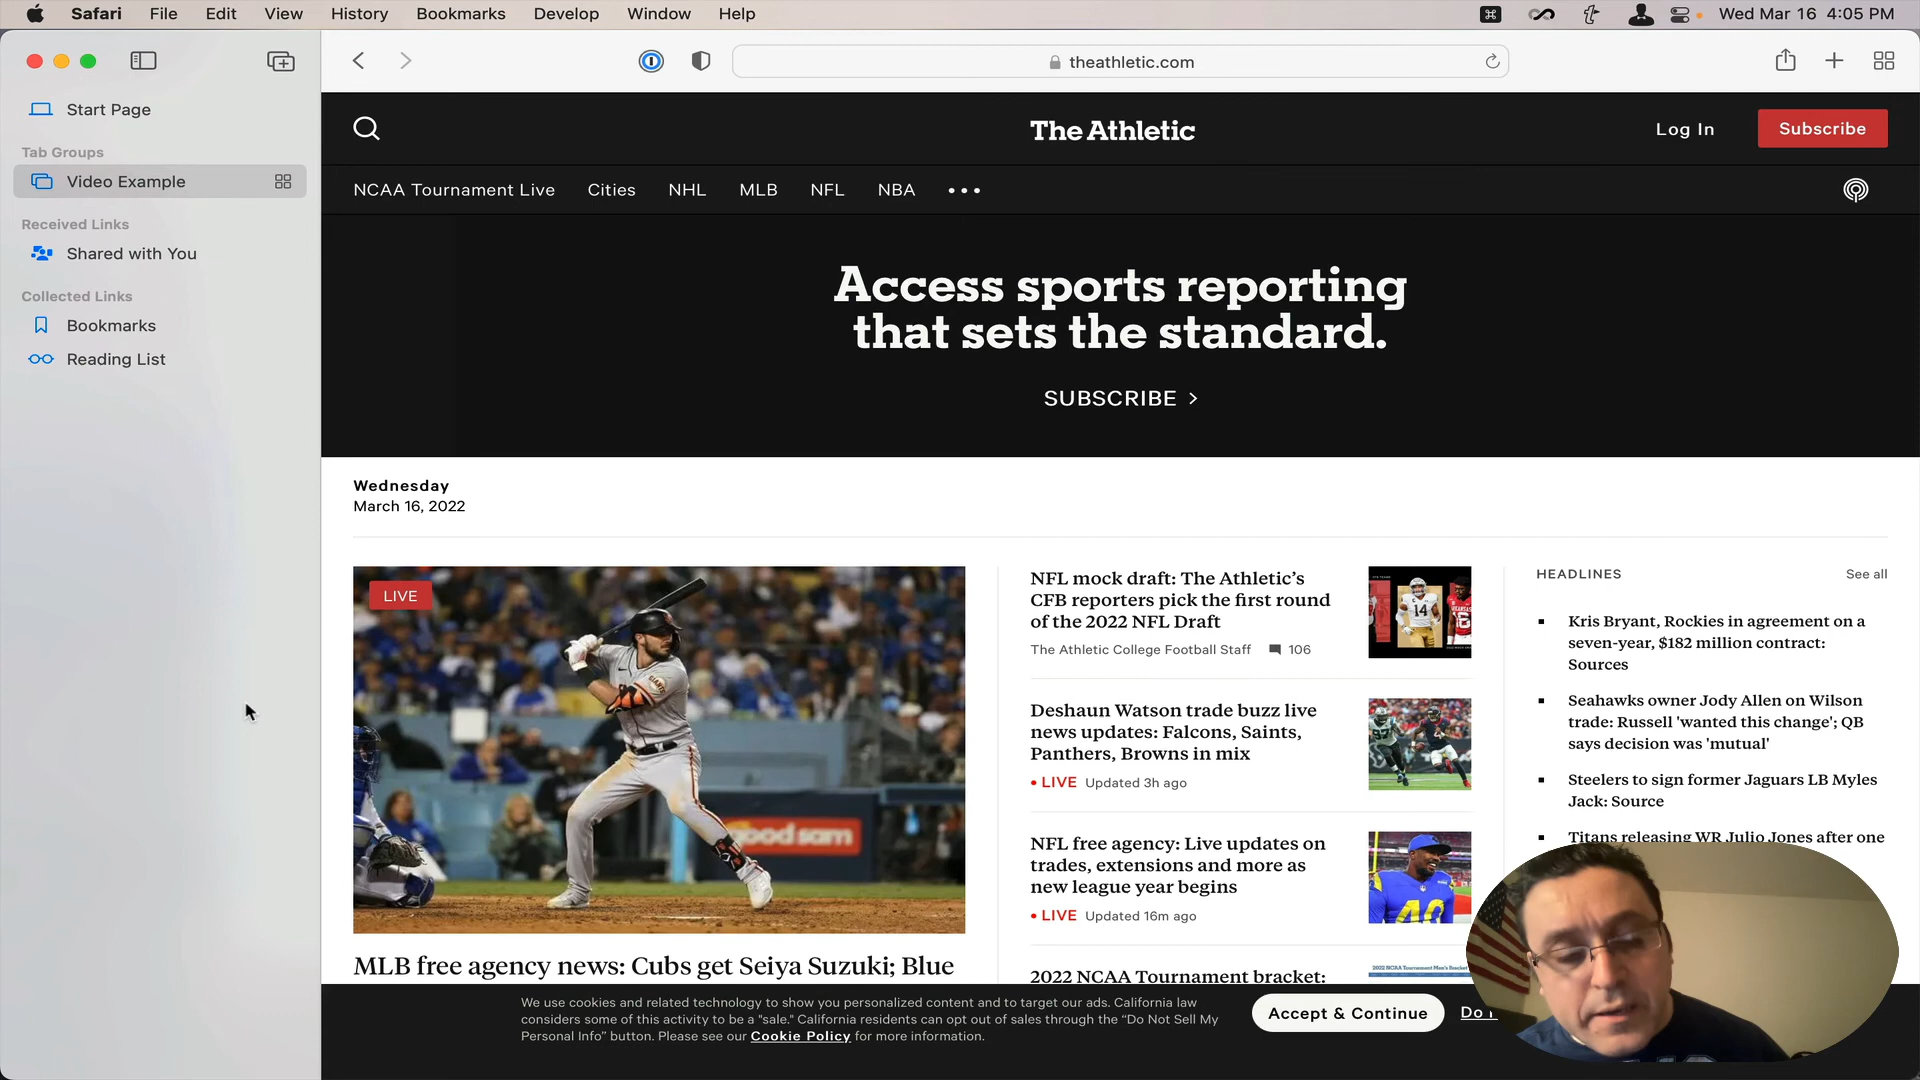 Safari File Edit View History Bookmarks Develop Window Help
Wed Mar 16 4:05 PM
theathletic.com
Start Page
Tab Groups
Video Example
Received Links
Shared with You
Collected Links
Bookmarks
Reading List
The Athletic
Log In
Subscribe
NCAA Tournament Live Cities NHL MLB NFL NBA
Access sports reporting
that sets the standard.
SUBSCRIBE
Wednesday
March 16, 2022
LIVE
GIANTS
good sam
MLB free agency news: Cubs get Seiya Suzuki; Blue
NFL mock draft: The Athletic’s
CFB reporters pick the first round
of the 2022 NFL Draft
The Athletic College Football Staff 106
14
Deshaun Watson trade buzz live
news updates: Falcons, Saints,
Panthers, Browns in mix
• LIVE Updated 3h ago
NFL free agency: Live updates on
trades, extensions and more as
new league year begins
• LIVE Updated 16m ago
40
2022 NCAA Tournament bracket:
2022 NCAA Tournament Men's Bracket
HEADLINES
See all
Kris Bryant, Rockies in agreement on a
seven-year, $182 million contract:
Sources
Seahawks owner Jody Allen on Wilson
trade: Russell 'wanted this change'; QB
says decision was 'mutual'
Steelers to sign former Jaguars LB Myles
Jack: Source
Titans releasing WR Julio Jones after one
We use cookies and related technology to show you personalized content and to target our ads. California law
considers some of this activity to be a "sale." California residents can opt out of sales through the “Do Not Sell My
Personal Info” button. Please see our Cookie Policy for more information.
Accept & Continue
Do